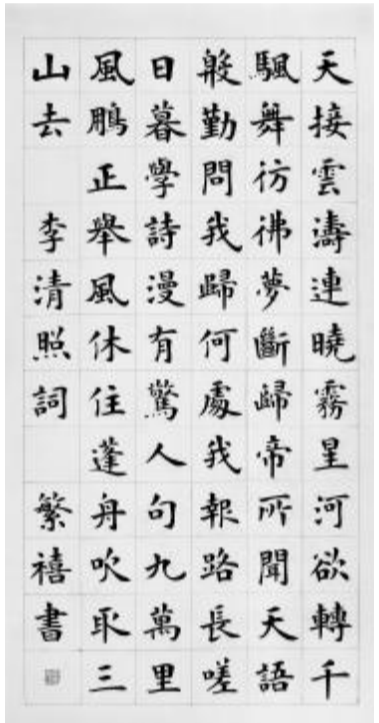 天接雲濤連曉霧星河欲轉千
颿舞彷彿夢斷歸帝所聞天語
殷勤問我歸何處我報路長嗟
日暮學詩漫有驚人句九萬里
風鵬正舉風休住蓬舟吹取三
山去 李清照詞 繁禧書